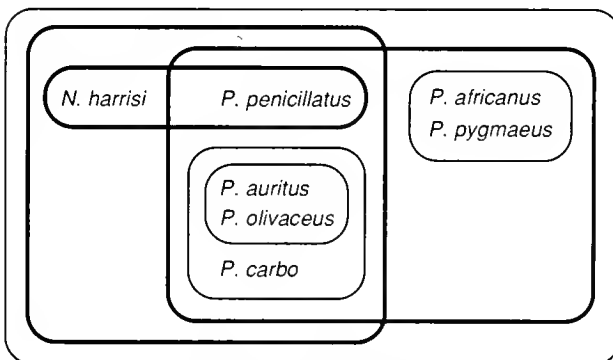 N. harrisi
P. penicillatus
P. africanus
P. pygmaeus
P. auritus
P. olivaceus
P. carbo